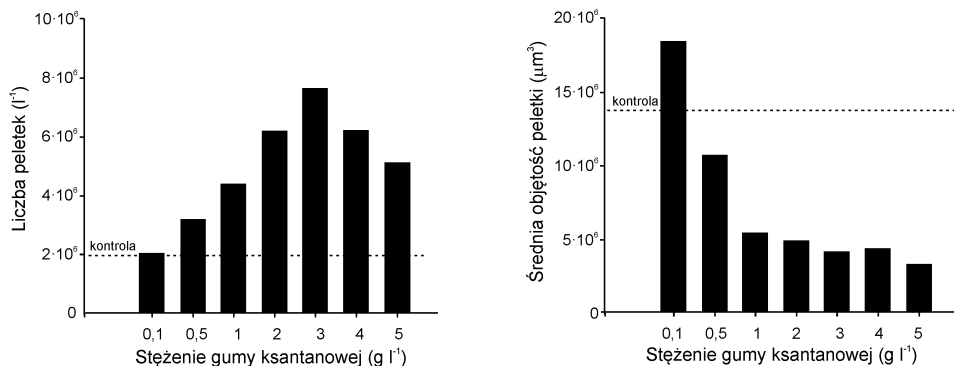 Liczba peletek (l⁻¹)
10·10⁶
8·10⁶
6·10⁶
4·10⁶
2·10⁶
0
kontrola
0,1 0,5 1 2 3 4 5
Stężenie gumy ksantanowej (g l⁻¹)
Średnia objętość peletki (μm³)
20·10⁶
15·10⁶
10·10⁶
5·10⁶
0
kontrola
0,1 0,5 1 2 3 4 5
Stężenie gumy ksantanowej (g l⁻¹)